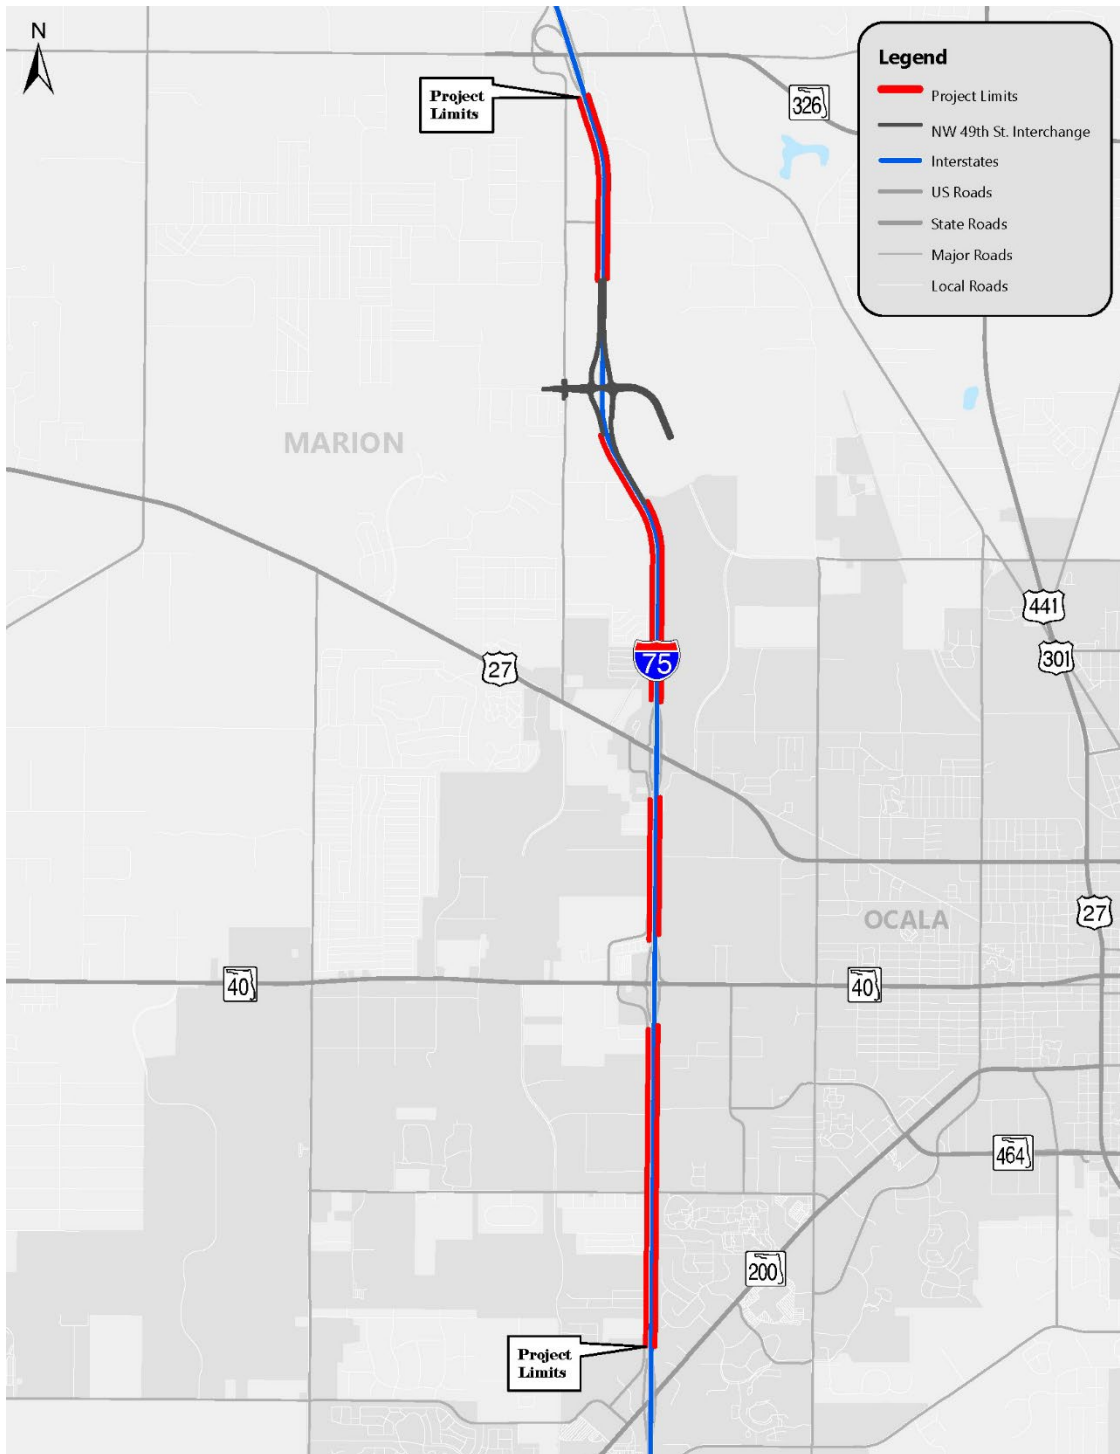 N
Project
Limits
326
Legend
Project Limits
NW 49th St. Interchange
Interstates
US Roads
State Roads
Major Roads
Local Roads
MARION
441
301
27
75
OCALA
27
40
40
464
200
Project
Limits